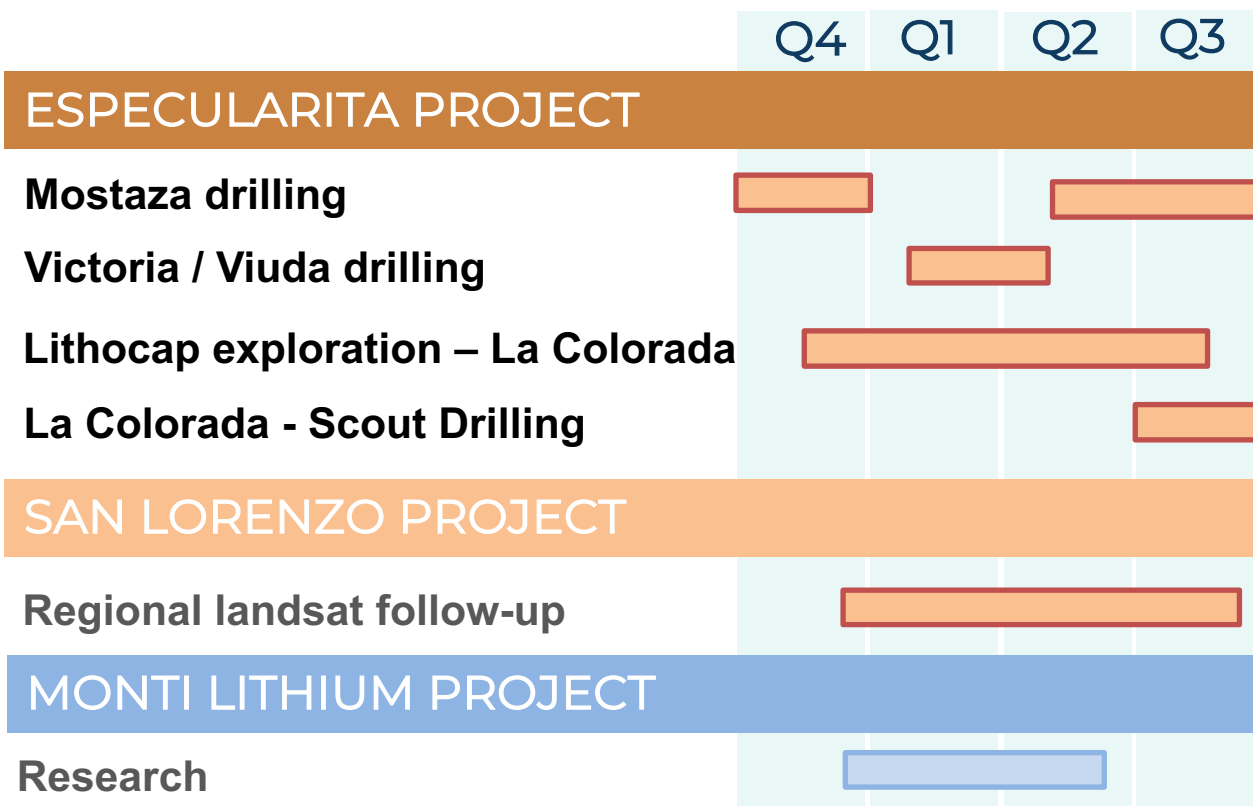 Q4 Q1 Q2 Q3
ESPECULARITA PROJECT
Mostaza drilling
Victoria / Viuda drilling
Lithocap exploration – La Colorada
La Colorada - Scout Drilling
SAN LORENZO PROJECT
Regional landsat follow-up
MONTI LITHIUM PROJECT
Research